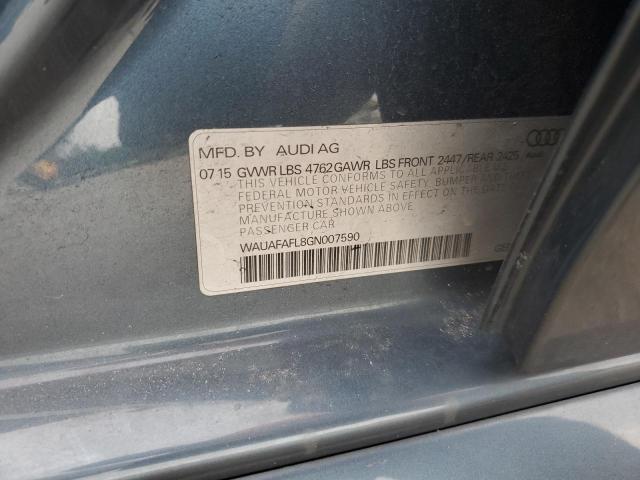 MFD. BY AUDI AG
07 15 GVWR LBS 4762 GAWR LBS FRONT 2447/REAR 2425
THIS VEHICLE CONFORMS TO ALL APPLICABLE U.S.
FEDERAL MOTOR VEHICLE SAFETY, BUMPER AND THEFT
PREVENTION STANDARDS IN EFFECT ON THE DATE
MANUFACTURE SHOWN ABOVE.
PASSENGER CAR
WAUAFAFL8GN007590